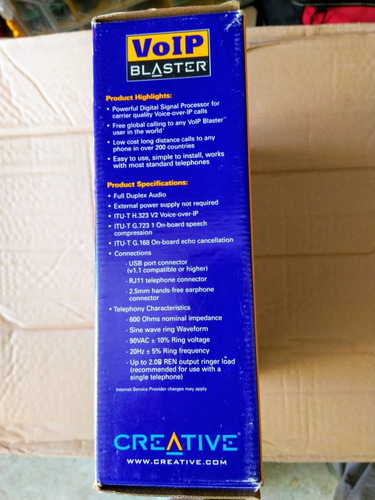 VoIP
BLASTER
Product Highlights:
• Powerful Digital Signal Processor for
carrier quality Voice-over-IP calls
• Free global calling to any VoIP Blaster™
user in the world¹
• Low cost long distance calls to any
phone in over 200 countries
• Easy to use, simple to install, works
with most standard telephones
Product Specifications:
• Full Duplex Audio
• External power supply not required
• ITU-T H.323 V2 Voice-over-IP
• ITU-T G.723 1 On-board speech
compression
• ITU-T G.168 On-board echo cancellation
• Connections
- USB port connector
(v1.1 compatible or higher)
- RJ11 telephone connector
- 2.5mm hands-free earphone
connector
• Telephony Characteristics
- 600 Ohms nominal impedance
- Sine wave ring Waveform
- 90VAC ± 10% Ring voltage
- 20Hz ± 5% Ring frequency
- Up to 2.0B REN output ringer load
(recommended for use with a
single telephone)
Internet Service Provider charges may apply
CREATIVE®
WWW.CREATIVE.COM